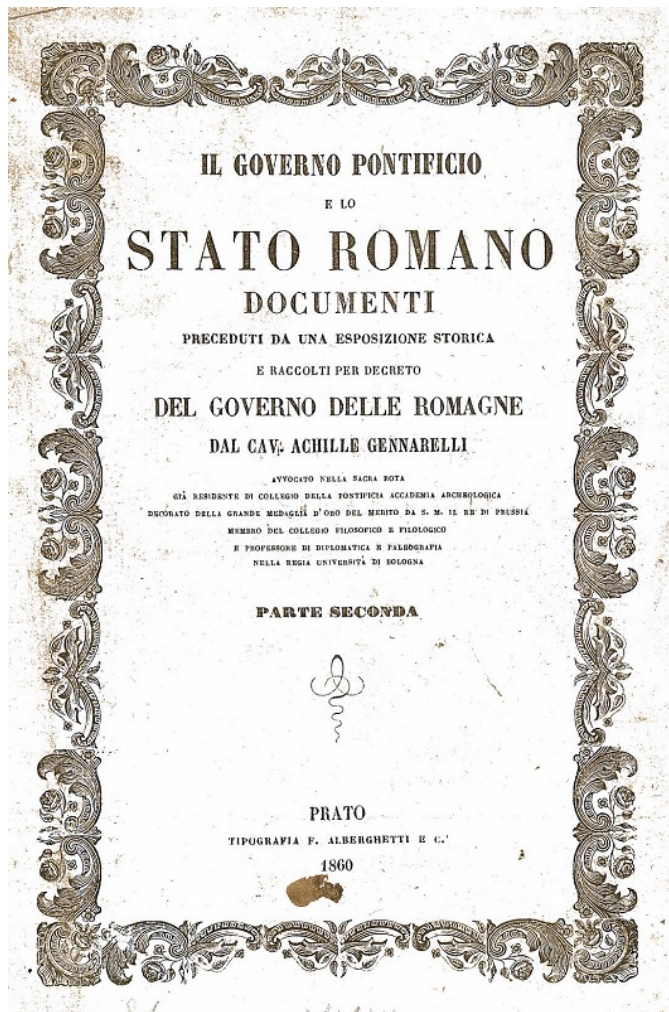 IL GOVERNO PONTIFICIO
E LO
STATO ROMANO
DOCUMENTI
PRECEDUTI DA UNA ESPOSIZIONE STORICA
E RACCOLTI PER DECRETO
DEL GOVERNO DELLE ROMAGNE
DAL CAV. ACHILLE GENNARELLI
AVVOCATO NELLA SACRA ROTA
GIÀ RESIDENTE DI COLLEGIO DELLA PONTIFICIA ACCADEMIA ARCHEOLOGICA
DECORATO DELLA GRANDE MEDAGLIA D'ORO DEL MERITO DA S. M. IL RE DI PRUSSIA
MEMBRO DEL COLLEGIO FILOSOFICO E FILOLOGICO
E PROFESSORE DI DIPLOMATICA E PALEOGRAFIA
NELLA REGIA UNIVERSITÀ DI BOLOGNA
PARTE SECONDA
PRATO
TIPOGRAFIA F. ALBERGHETTI E C.
1860